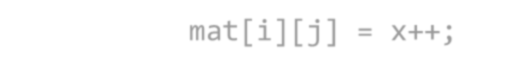 mat[i][j] = x++;